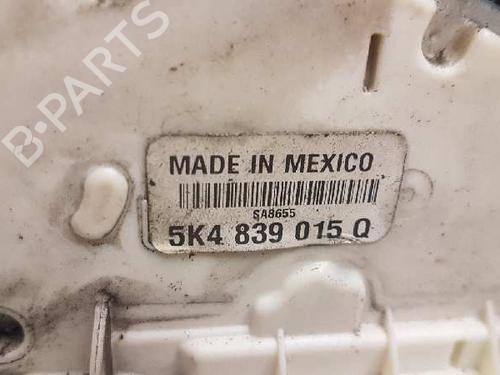 B-PARTS
MADE IN MEXICO
SA8655
5K4 839 015 Q